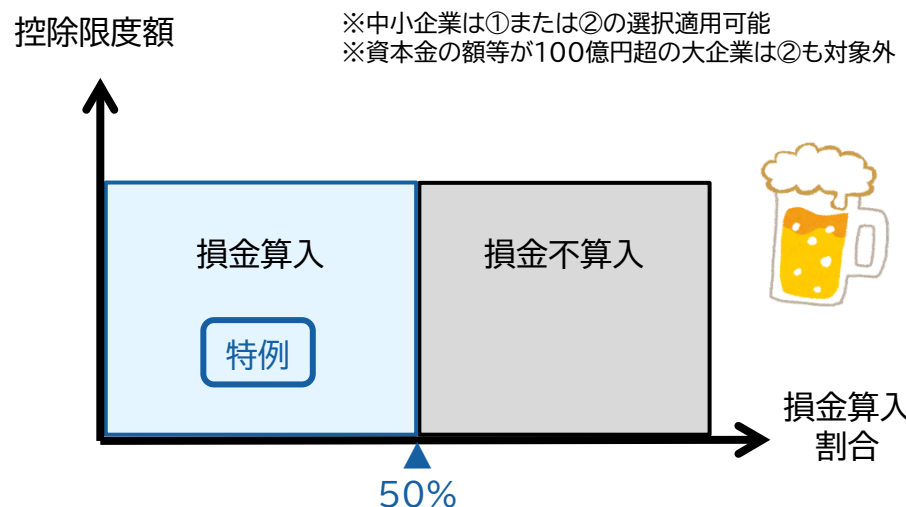 控除限度額
※中小企業は①または②の選択適用可能
※資本金の額等が100億円超の大企業は②も対象外
損金算入
損金不算入
特例
損金算入
割合
50%